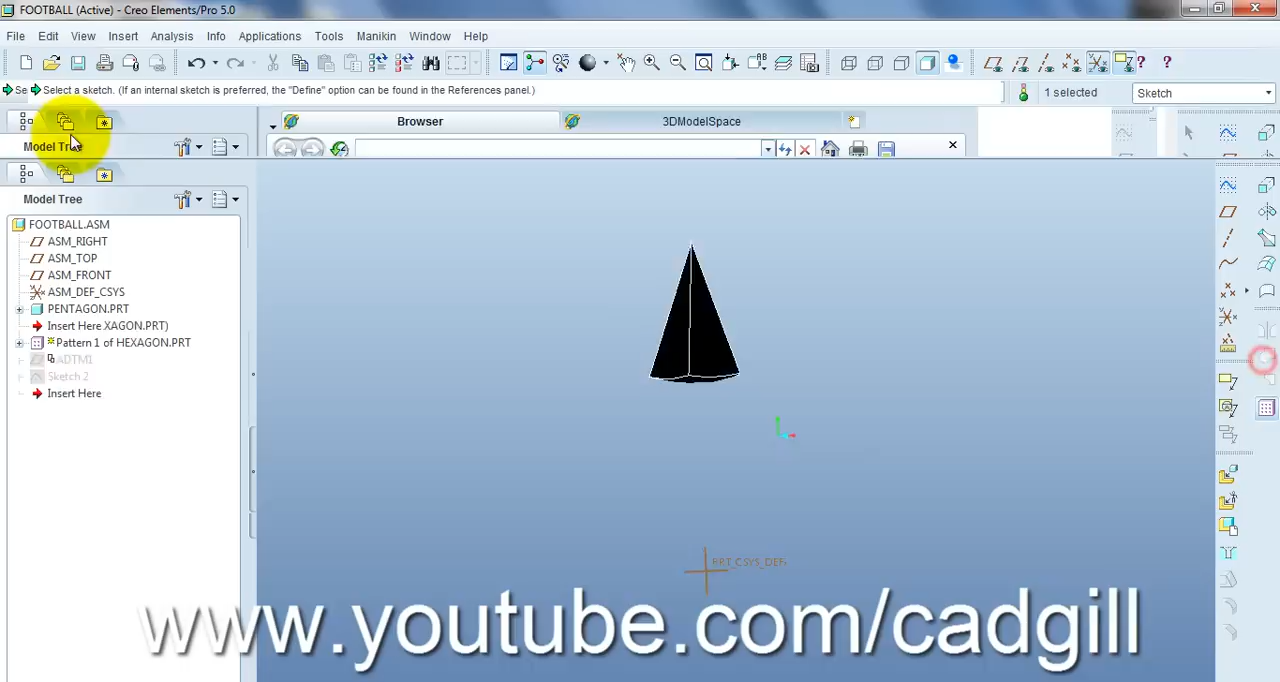 FOOTBALL (Active) - Creo Elements/Pro 5.0
File Edit View Insert Analysis Info Applications Tools Manikin Window Help
Se Select a sketch. (If an internal sketch is preferred, the "Define" option can be found in the References panel.) 1 selected Sketch
Browser 3DModelSpace
Model Tree
Model Tree
FOOTBALL.ASM
ASM_RIGHT
ASM_TOP
ASM_FRONT
ASM_DEF_CSYS
PENTAGON.PRT
Insert Here XAGON.PRT)
Pattern 1 of HEXAGON.PRT
ADTM1
Sketch 2
Insert Here
PRT_CSYS_DEF
www.youtube.com/cadgill